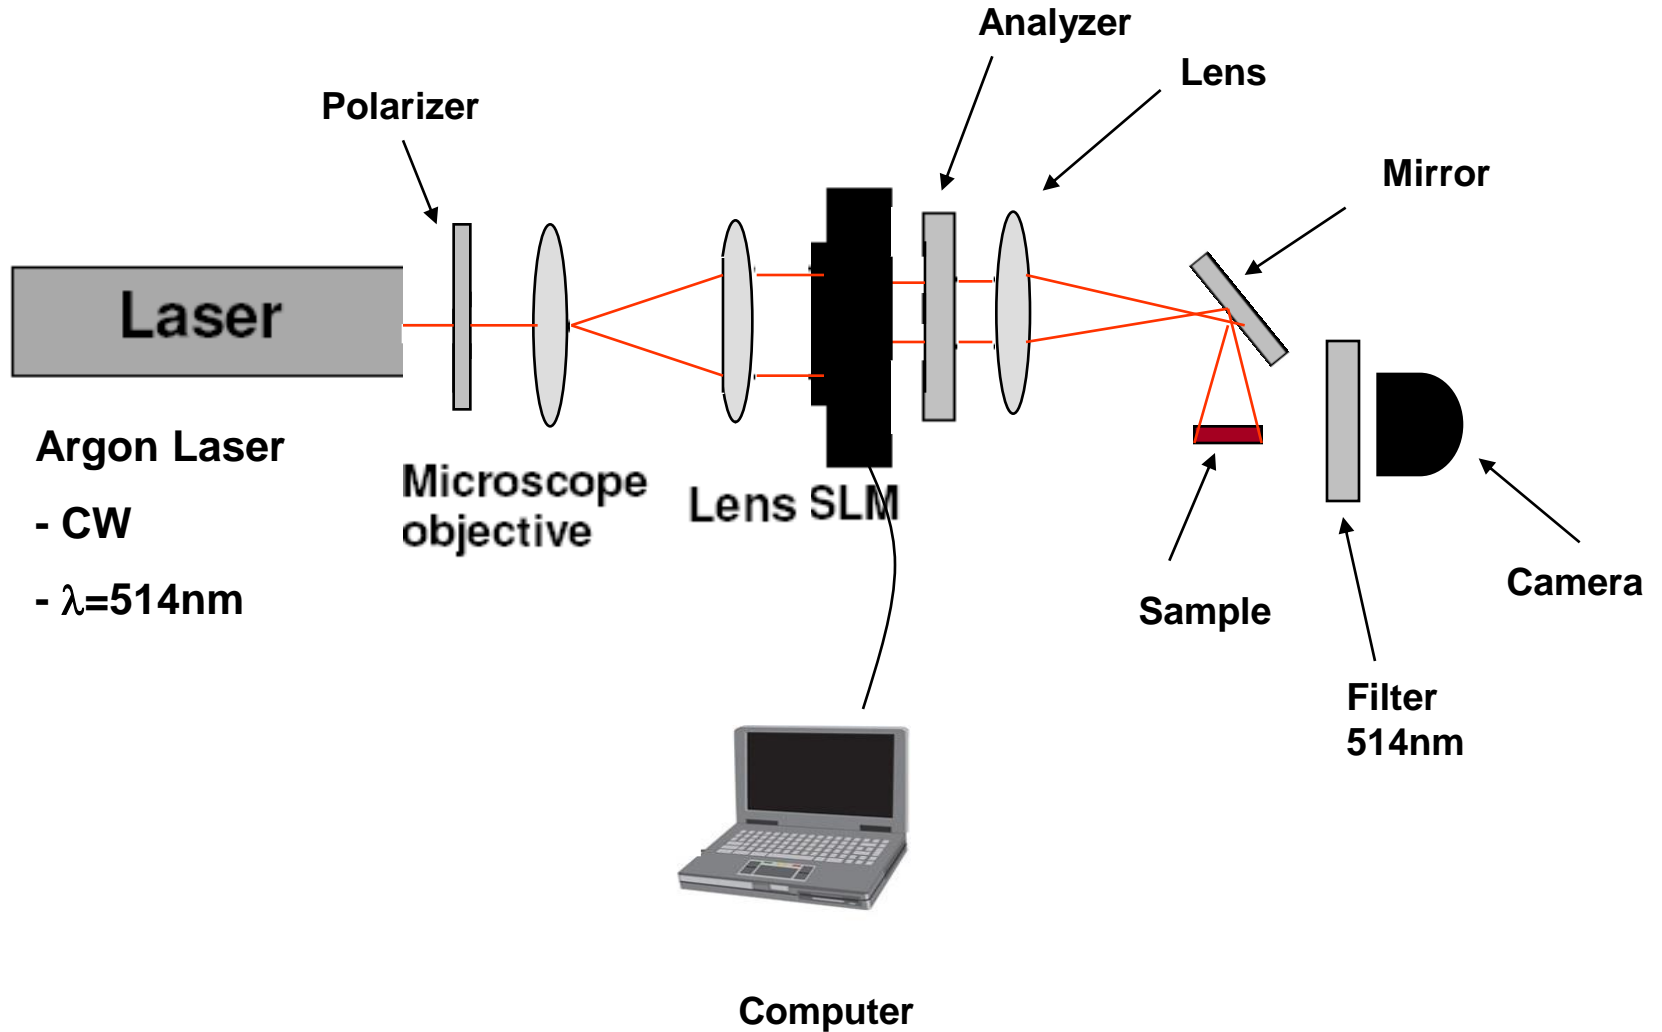 Analyzer
Lens
Polarizer
Mirror
Laser
Argon Laser
- CW
- λ=514nm
Microscope
objective
Lens
SLM
Sample
Camera
Filter
514nm
Computer